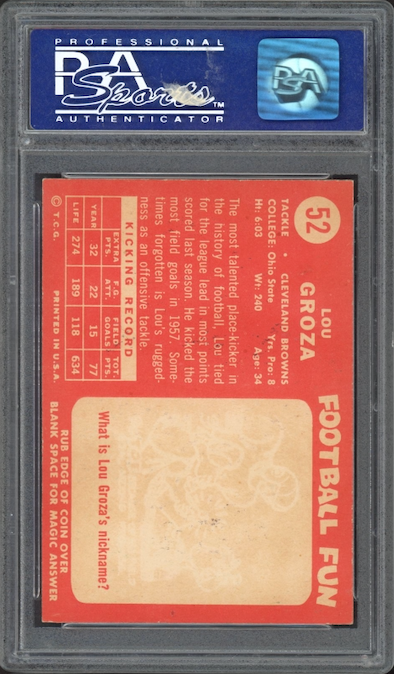 PROFESSIONAL
PSA
Sports™
AUTHENTICATOR
PSA
52
LOU
GROZA
TACKLE • CLEVELAND BROWNS
COLLEGE: Ohio State Yrs. Pro: 8
Ht: 6-03 Wt: 240 Age: 34
The most talented place-kicker in
the history of football, Lou tied
for the league lead in most points
scored last season. He kicked the
most field goals in 1957. Some-
times forgotten is Lou's rugged-
ness as an offensive tackle.
KICKING RECORD
EXTRA PTS. F.G. ATT. FIELD GOALS TOT. PTS.
YEAR 32 22 15 77
LIFE 274 189 118 634
© T.C.G. PRINTED IN U.S.A.
FOOTBALL FUN
What is Lou Groza's nickname?
RUB EDGE OF COIN OVER
BLANK SPACE FOR MAGIC ANSWER